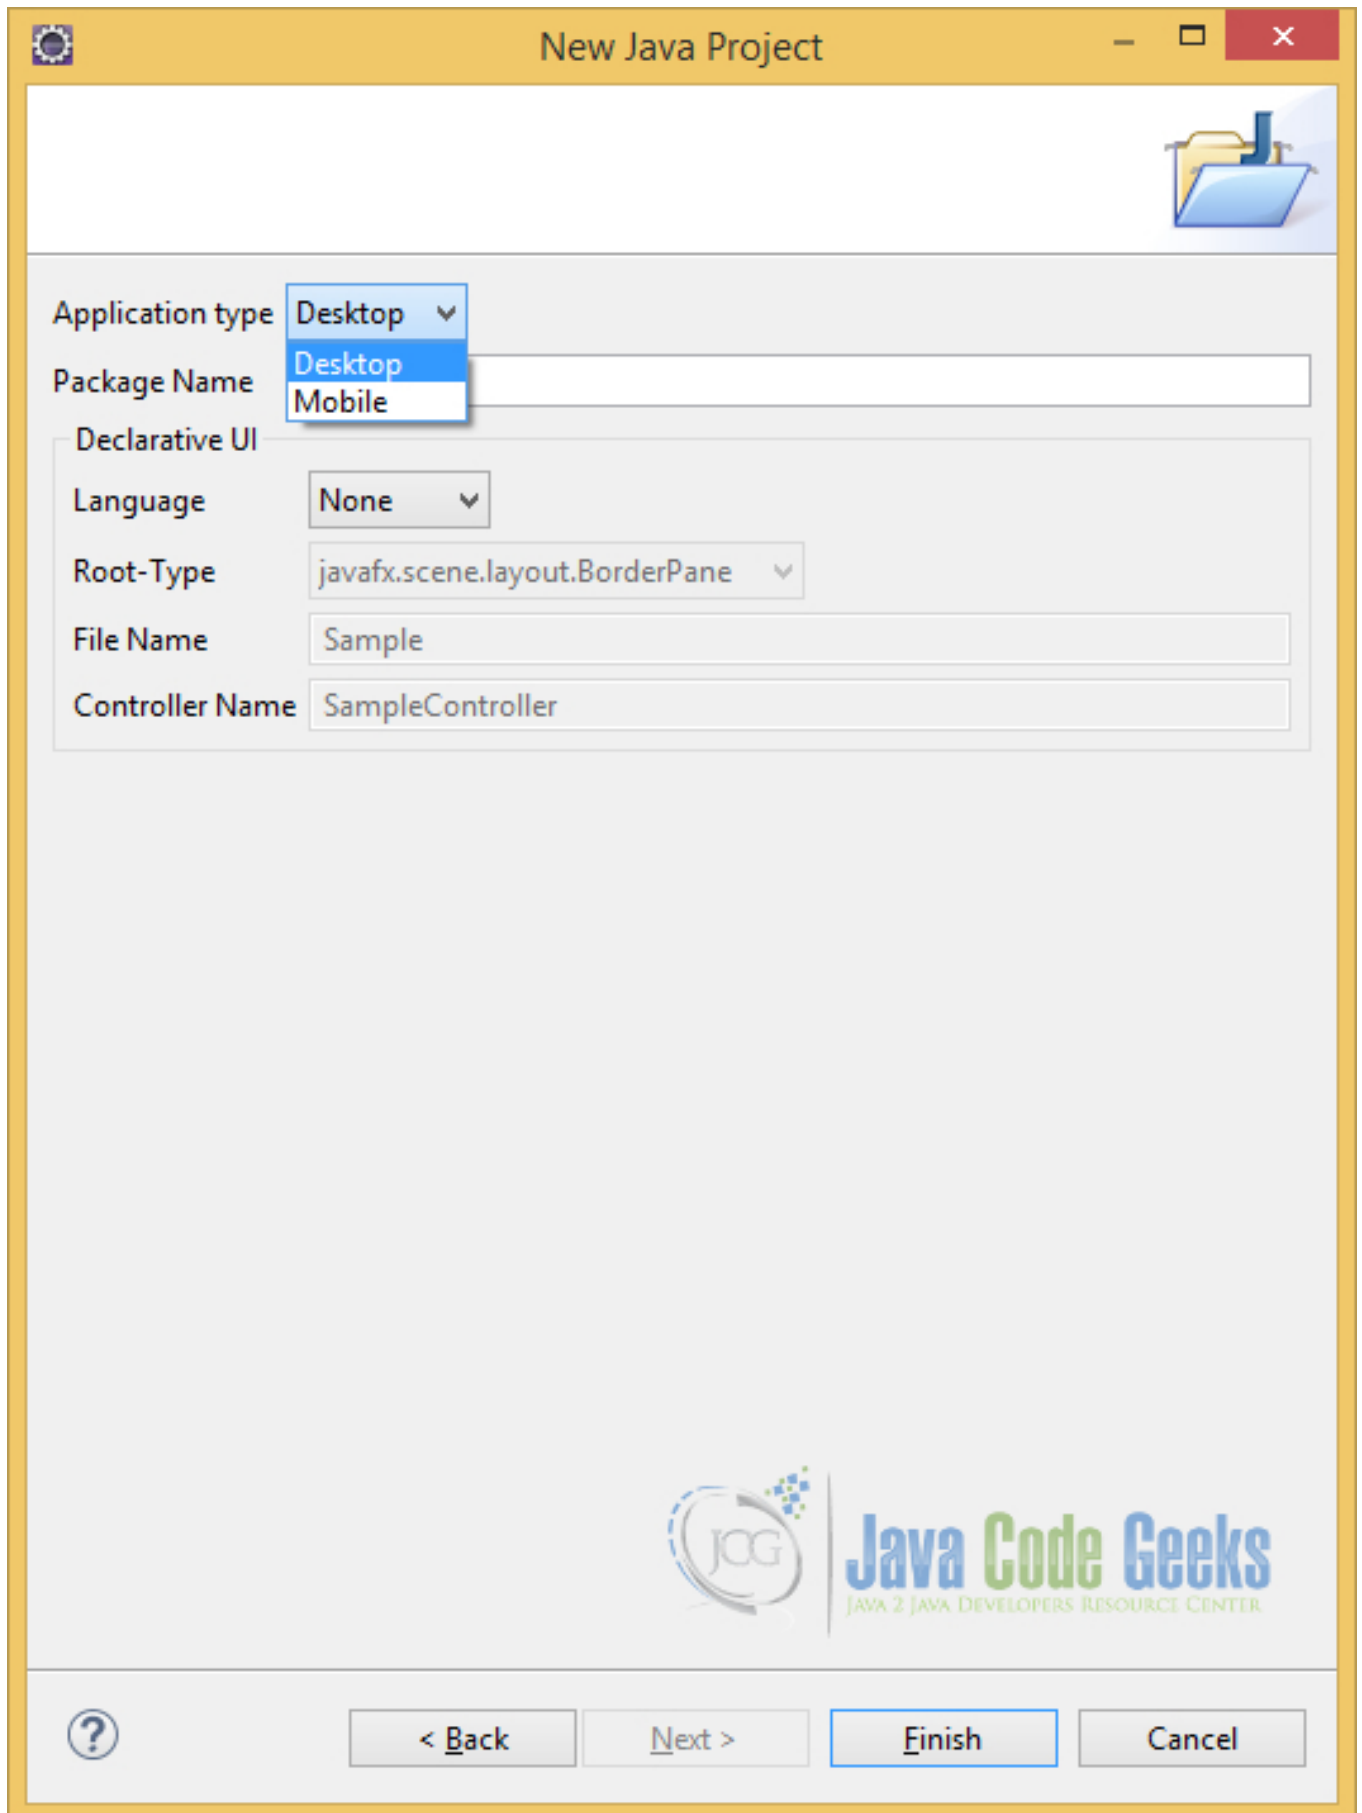 New Java Project
Application type Desktop
Desktop
Package Name
Mobile
Declarative UI
Language None
Root-Type javafx.scene.layout.BorderPane
File Name Sample
Controller Name SampleController
JCG
Java Code Geeks
JAVA 2 JAVA DEVELOPERS RESOURCE CENTER
? < Back Next > Finish Cancel